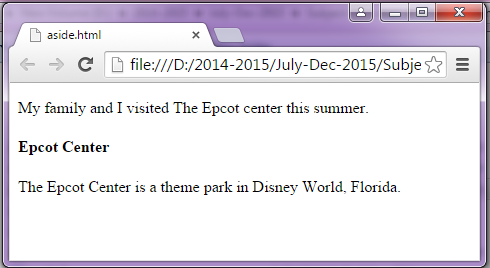 aside.html
file:///D:/2014-2015/July-Dec-2015/Subje
My family and I visited The Epcot center this summer.
Epcot Center
The Epcot Center is a theme park in Disney World, Florida.